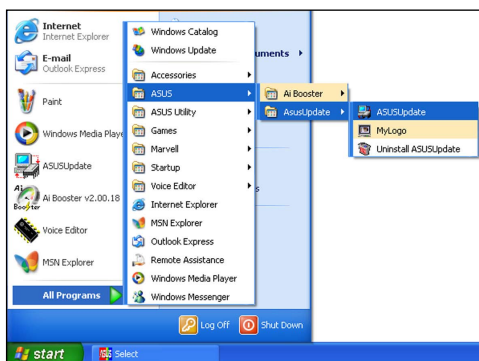 Internet
Internet Explorer
E-mail
Outlook Express
Paint
Windows Media Playe
ASUSUpdate
Ai Booster v2.00.18
Voice Editor
MSN Explorer
All Programs
Windows Catalog
Windows Update
Accessories
ASUS
ASUS Utility
Games
Marvell
Startup
Voice Editor
Internet Explorer
MSN Explorer
Outlook Express
Remote Assistance
Windows Media Player
Windows Messenger
uments
s
Ai Booster
AsusUpdate
ASUSUpdate
MyLogo
Uninstall ASUSUpdate
Log Off
Shut Down
start
Select